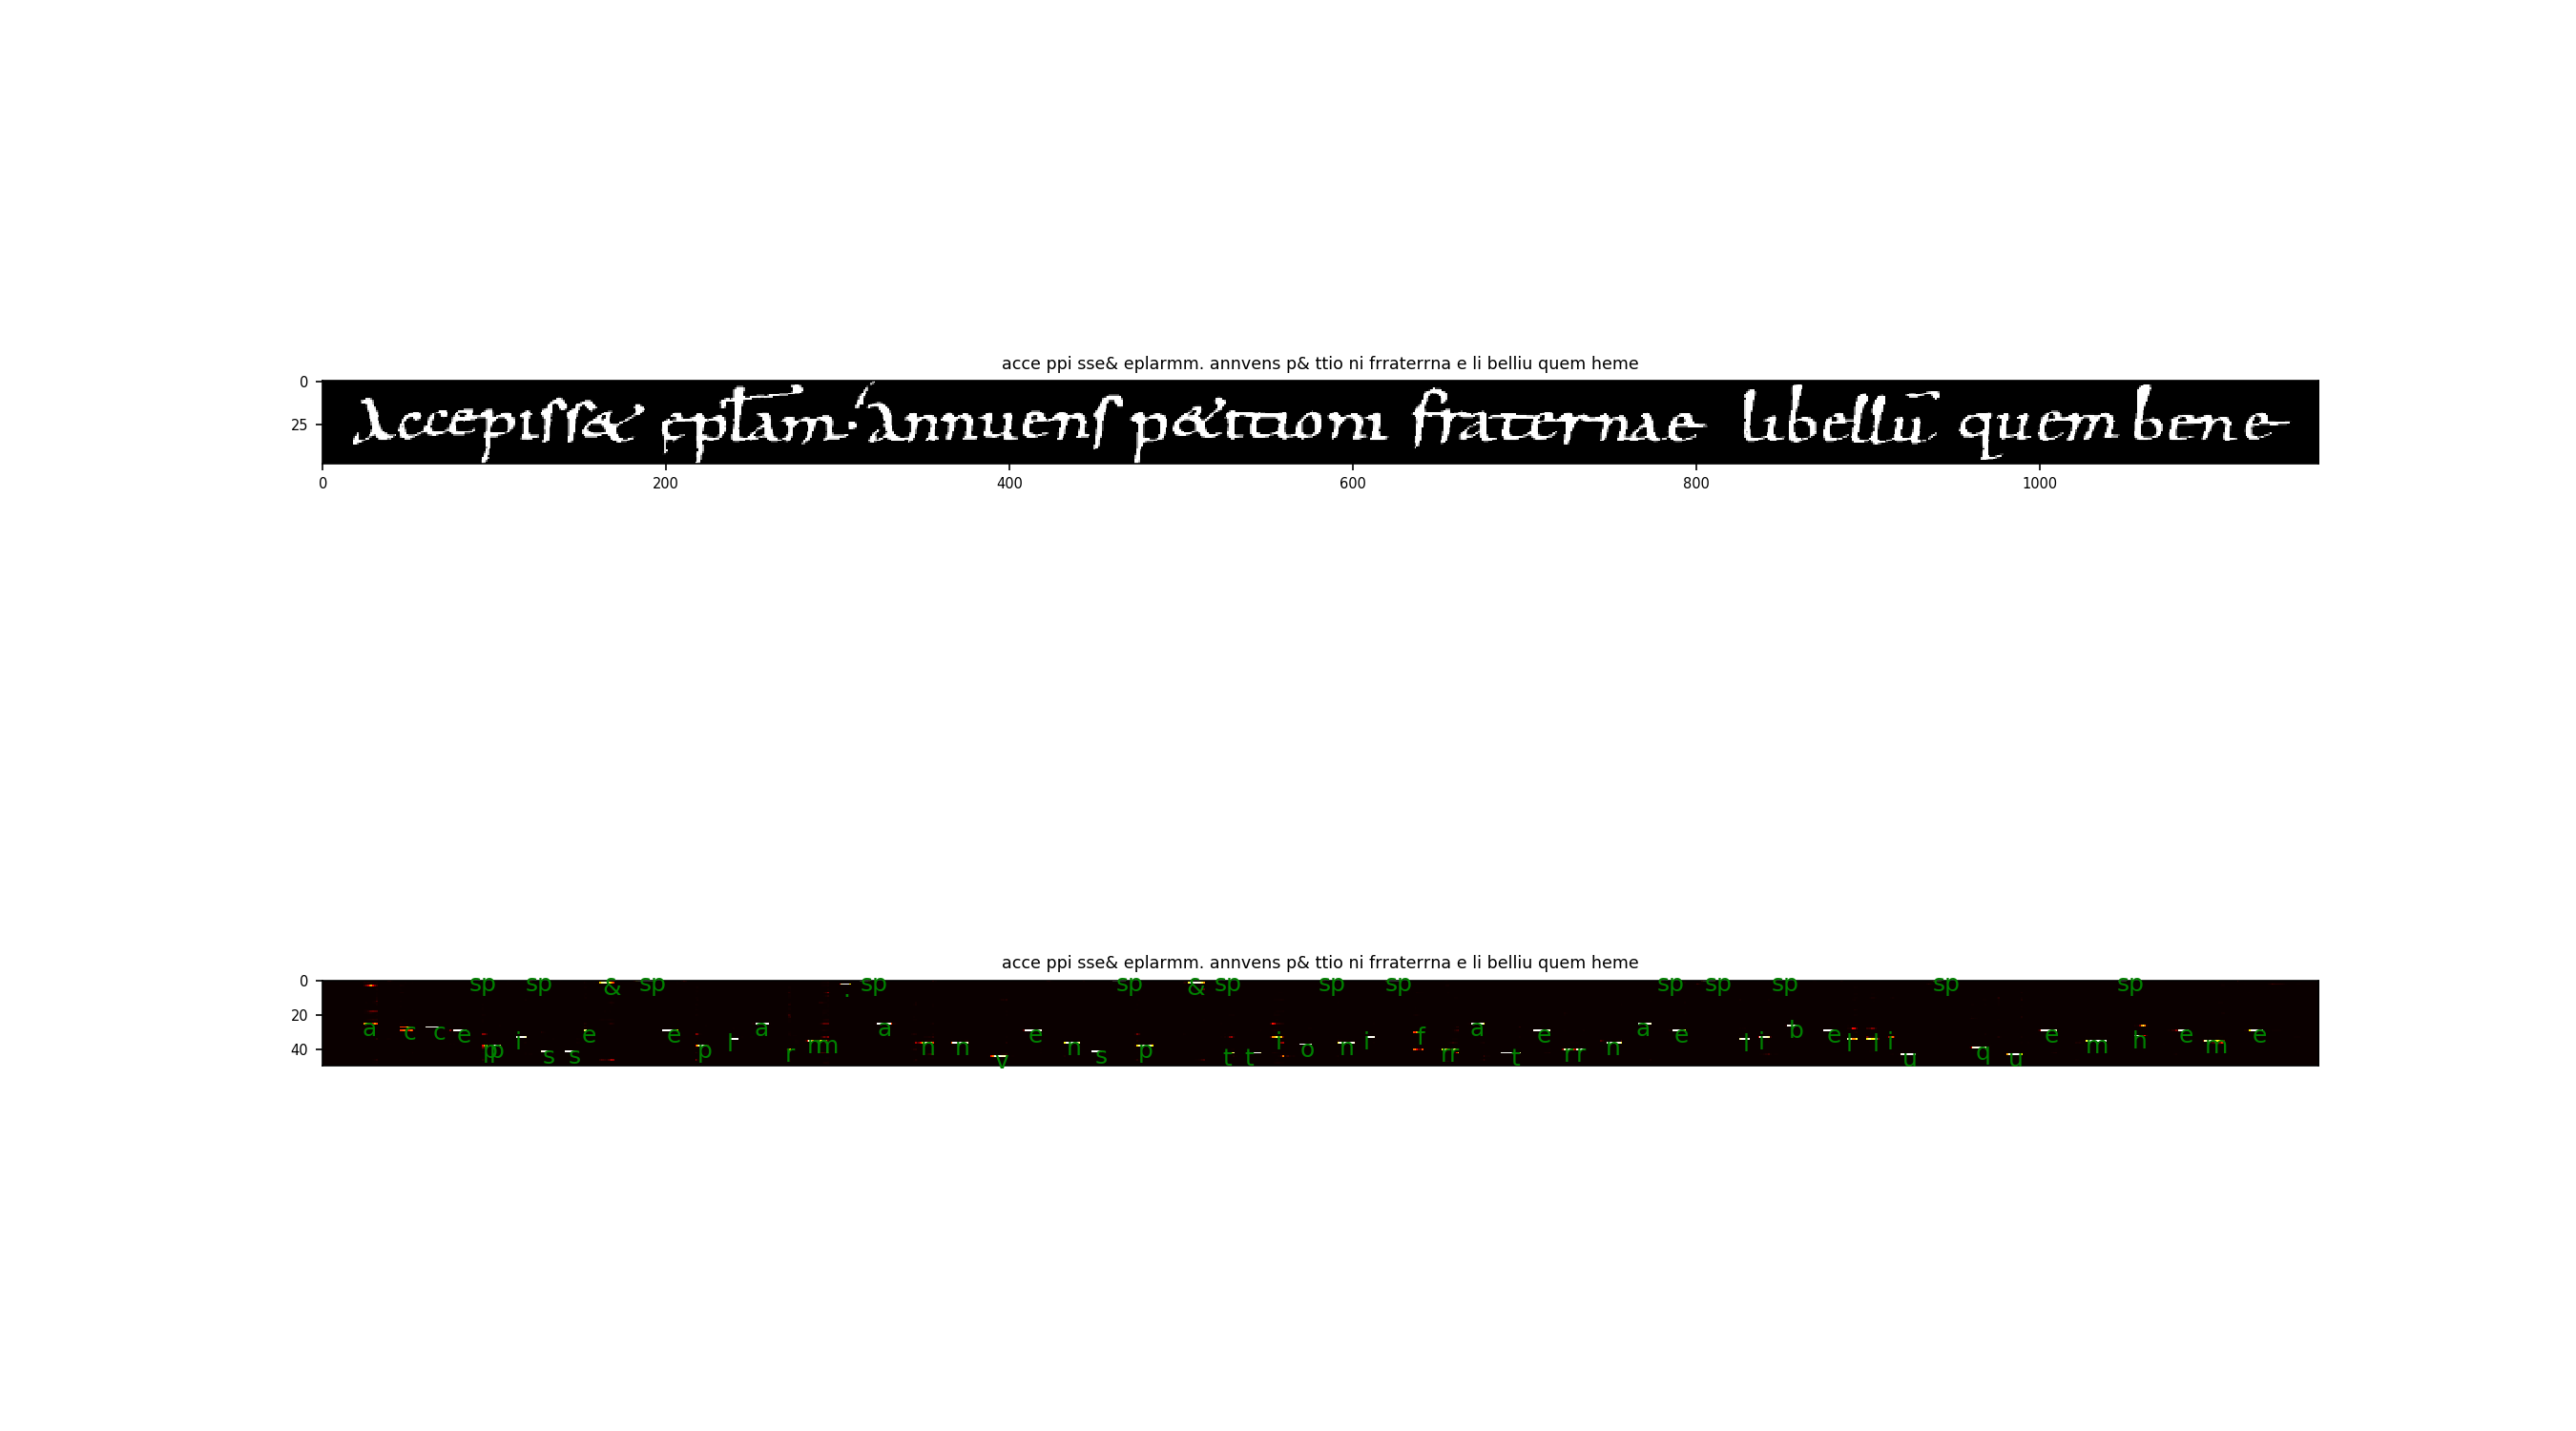 acce ppi sse& eplarmm. annvens p& ttio ni frraterrna e li belliu quem heme
0
25
Accepiss& epłam̄. annuens p&itioni fraternae libellū quem bene
0 200 400 600 800 1000
acce ppi sse& eplarmm. annvens p& ttio ni frraterrna e li belliu quem heme
0
20
40
sp sp & sp . sp sp & sp sp sp sp sp sp sp sp
a c c e p p i s s e e p l a r m m a n n v e n s p t t i o n i f r r a t e r r n a e l i b e l l i u q u e m h e m e